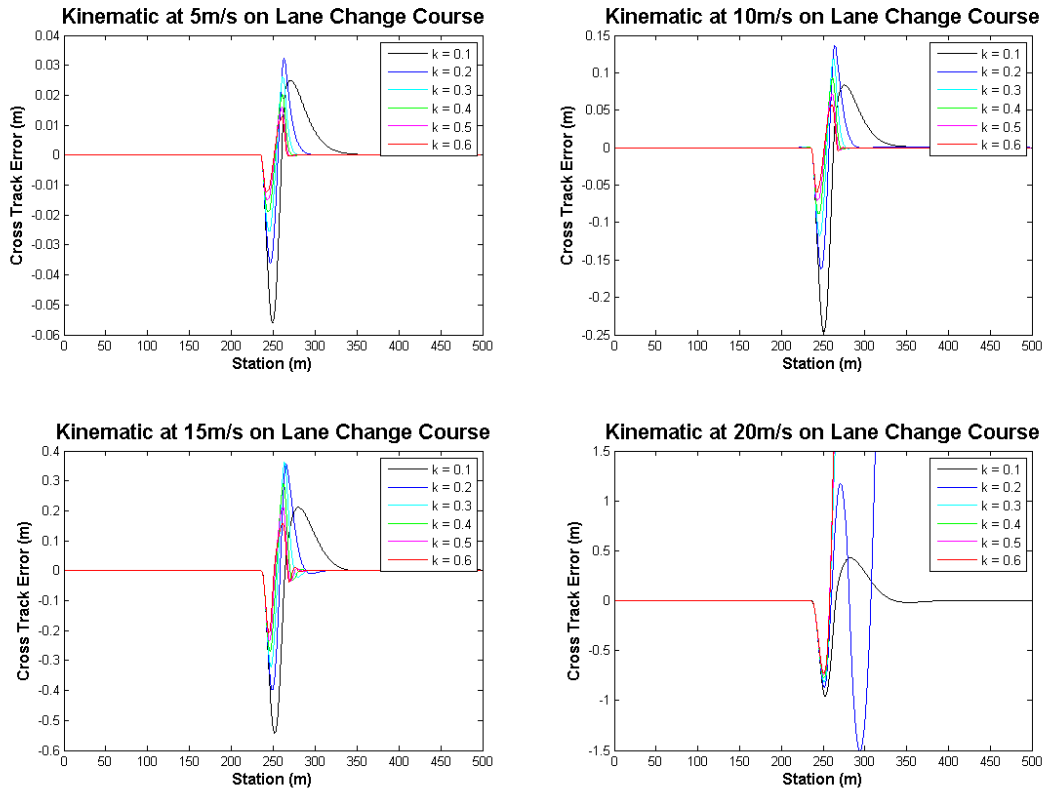 Kinematic at 5m/s on Lane Change Course
Cross Track Error (m)
0.04
0.03
0.02
0.01
0
-0.01
-0.02
-0.03
-0.04
-0.05
-0.06
k = 0.1
k = 0.2
k = 0.3
k = 0.4
k = 0.5
k = 0.6
0 50 100 150 200 250 300 350 400 450 500
Station (m)
Kinematic at 10m/s on Lane Change Course
Cross Track Error (m)
0.15
0.1
0.05
0
-0.05
-0.1
-0.15
-0.2
-0.25
k = 0.1
k = 0.2
k = 0.3
k = 0.4
k = 0.5
k = 0.6
0 50 100 150 200 250 300 350 400 450 500
Station (m)
Kinematic at 15m/s on Lane Change Course
Cross Track Error (m)
0.4
0.3
0.2
0.1
0
-0.1
-0.2
-0.3
-0.4
-0.5
-0.6
k = 0.1
k = 0.2
k = 0.3
k = 0.4
k = 0.5
k = 0.6
0 50 100 150 200 250 300 350 400 450 500
Station (m)
Kinematic at 20m/s on Lane Change Course
Cross Track Error (m)
1.5
1
0.5
0
-0.5
-1
-1.5
k = 0.1
k = 0.2
k = 0.3
k = 0.4
k = 0.5
k = 0.6
0 50 100 150 200 250 300 350 400 450 500
Station (m)